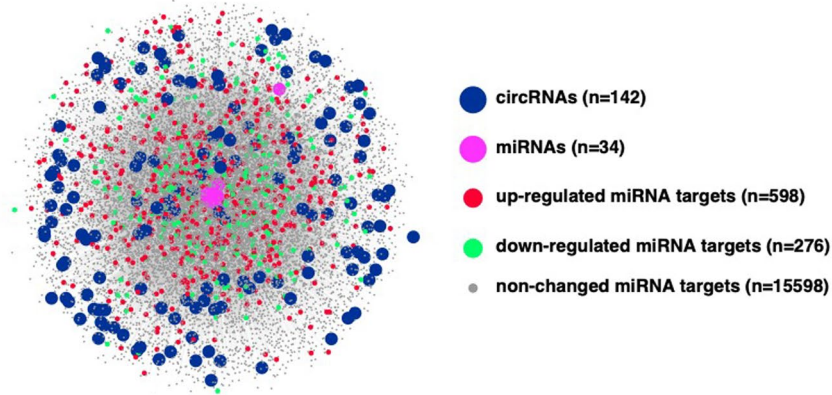 circRNAs (n=142)
miRNAs (n=34)
up-regulated miRNA targets (n=598)
down-regulated miRNA targets (n=276)
non-changed miRNA targets (n=15598)